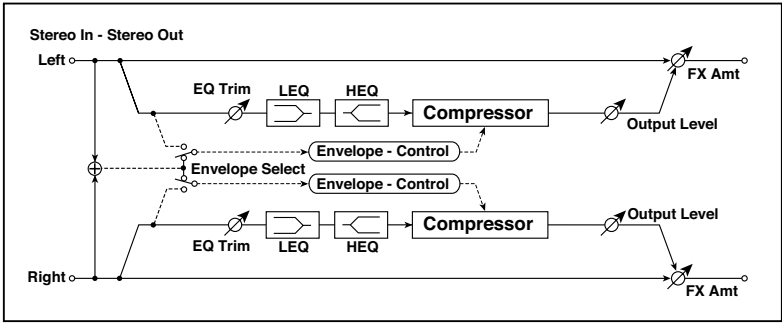 Stereo In - Stereo Out
Left
FX Amt
EQ Trim
LEQ
HEQ
Compressor
Output Level
Envelope - Control
Envelope Select
Envelope - Control
Output Level
EQ Trim
LEQ
HEQ
Compressor
Right
FX Amt